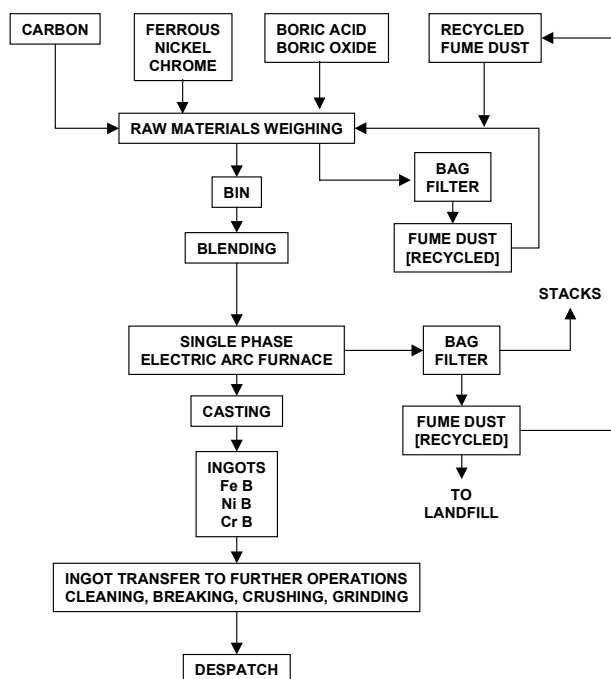 CARBON
FERROUS
NICKEL
CHROME
BORIC ACID
BORIC OXIDE
RECYCLED
FUME DUST
RAW MATERIALS WEIGHING
BAG
FILTER
BIN
FUME DUST
[RECYCLED]
BLENDING
STACKS
SINGLE PHASE
ELECTRIC ARC FURNACE
BAG
FILTER
CASTING
FUME DUST
[RECYCLED]
INGOTS
Fe B
Ni B
Cr B
TO
LANDFILL
INGOT TRANSFER TO FURTHER OPERATIONS
CLEANING, BREAKING, CRUSHING, GRINDING
DESPATCH